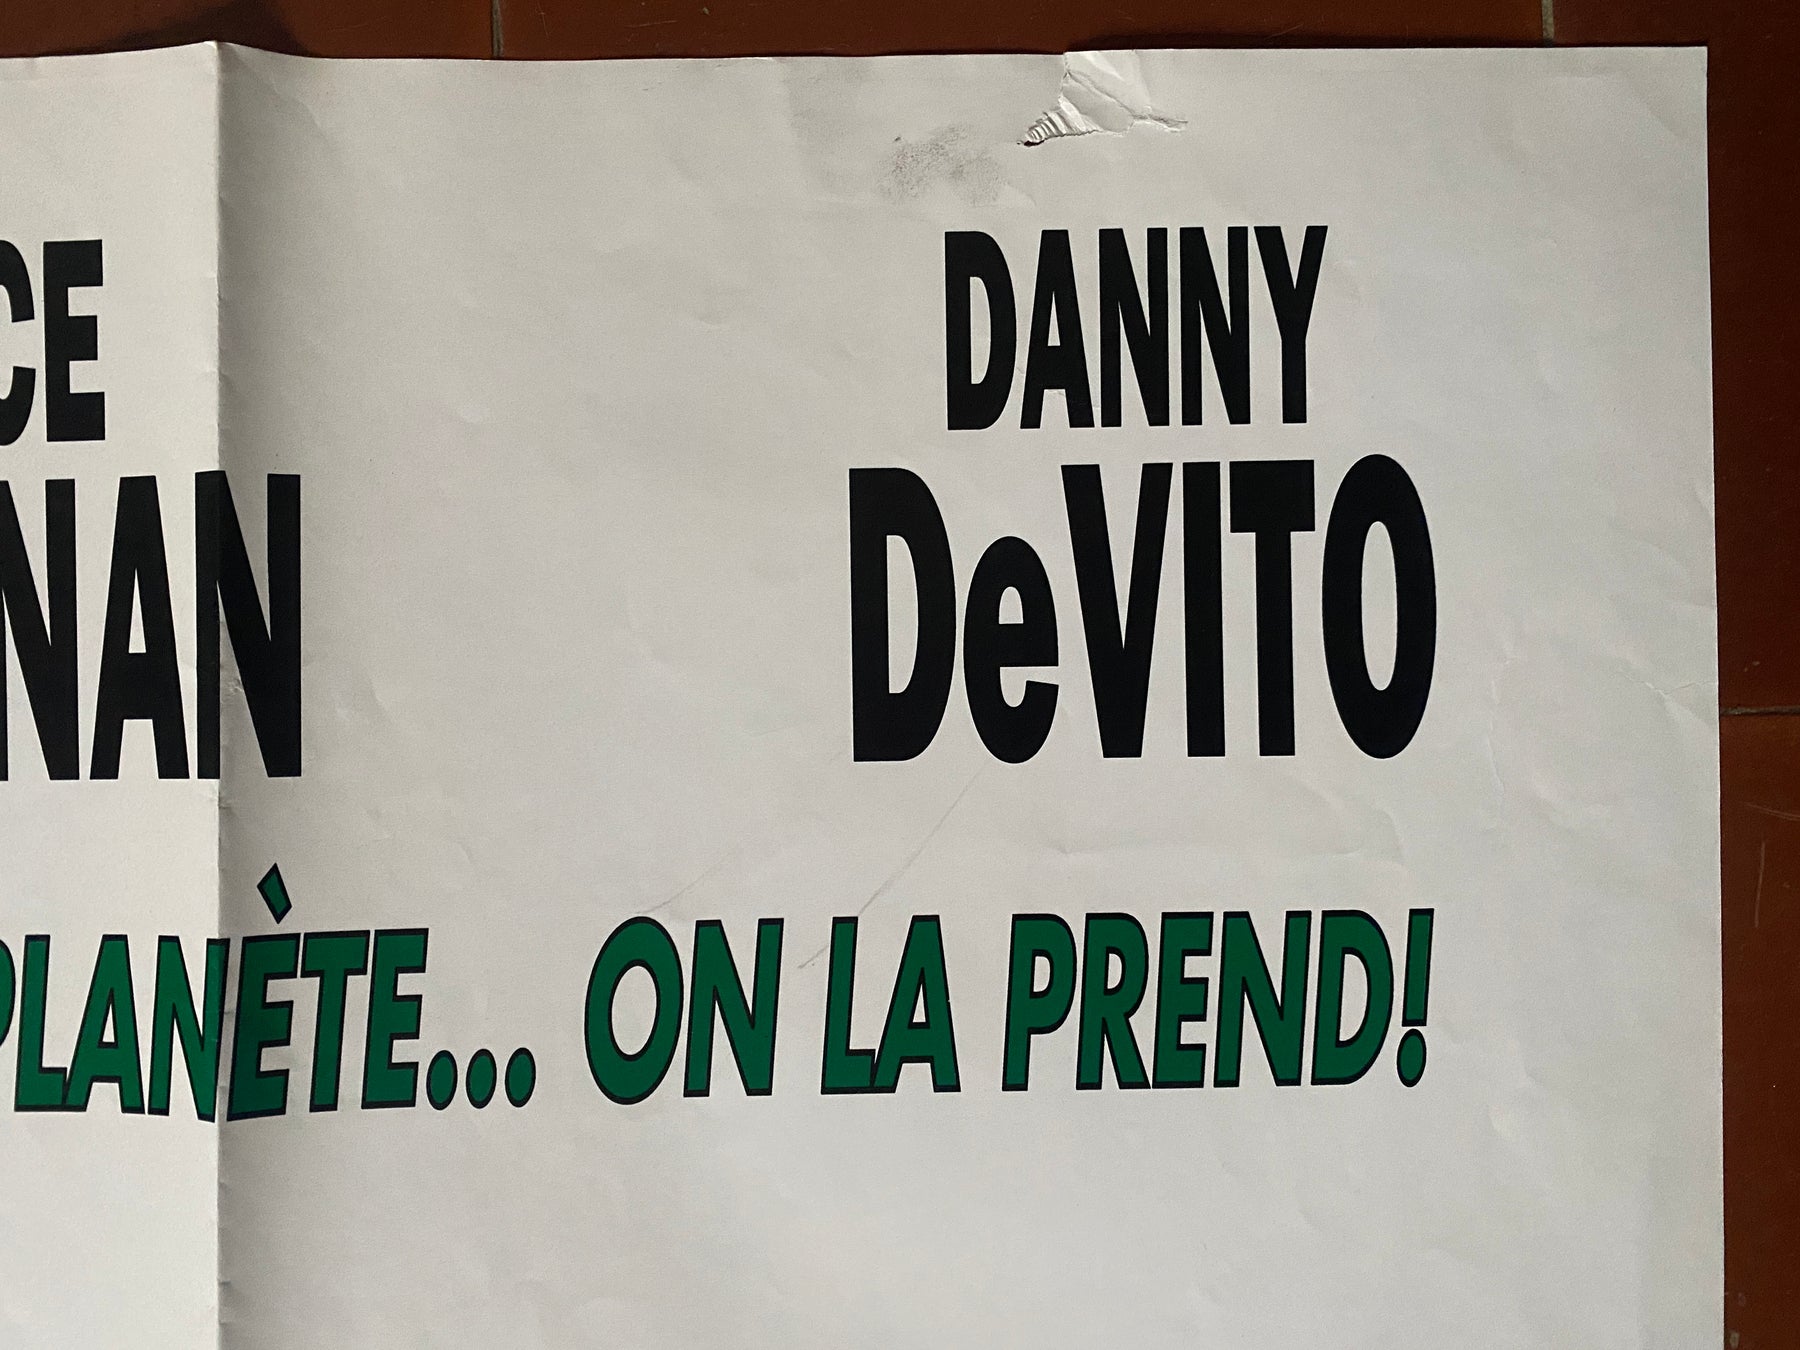 CE
NAN
DANNY
DeVITO
PLANÈTE... ON LA PREND!